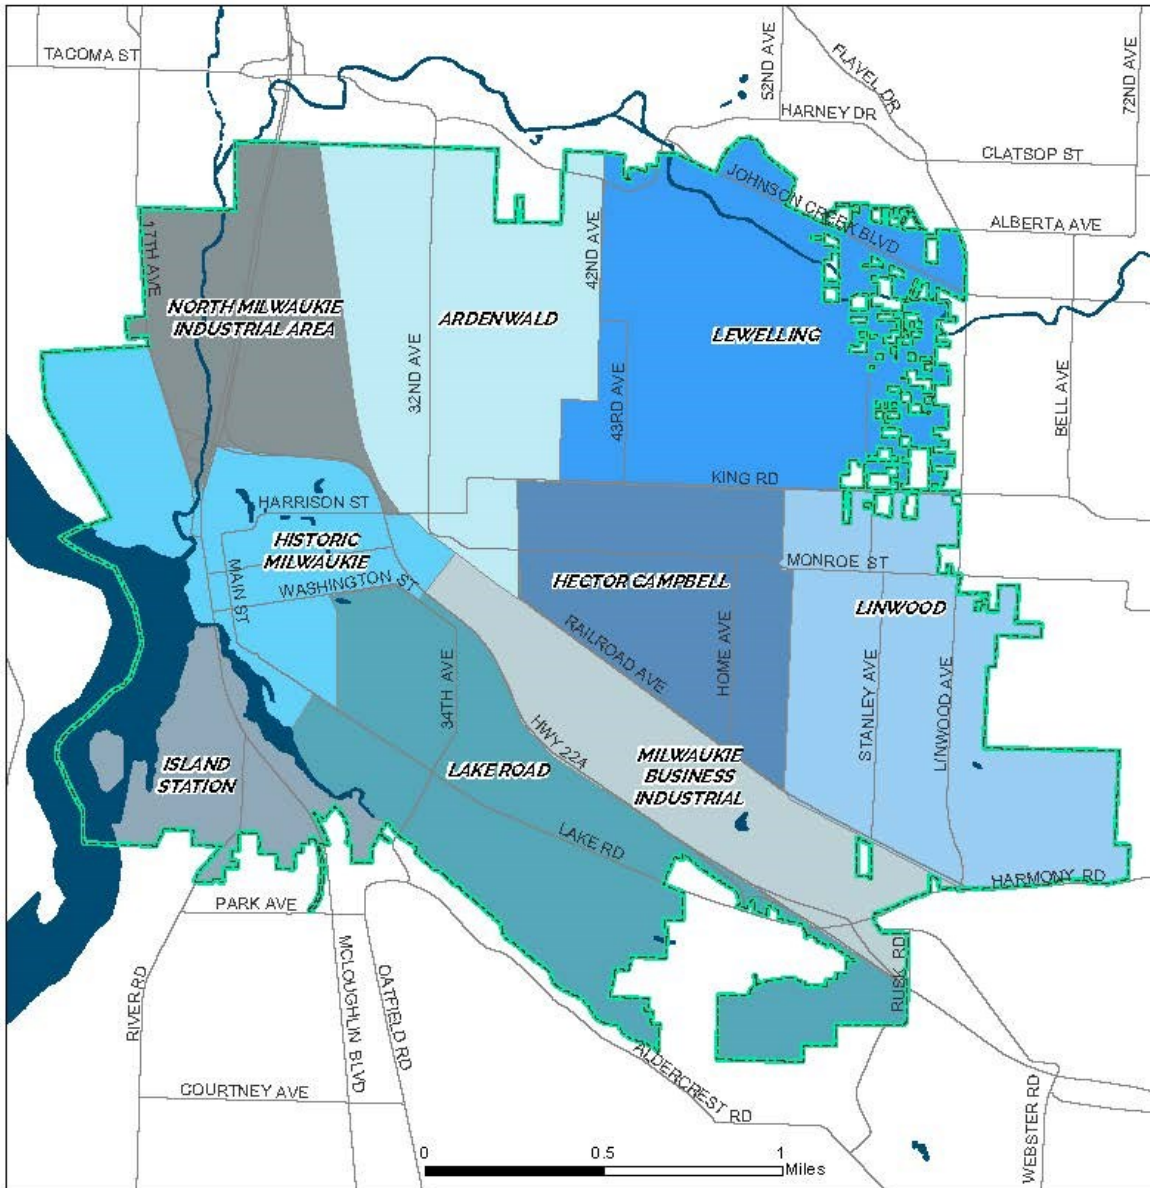 TACOMA ST
52ND AVE
FLAVEL DR
72ND AVE
HARNEY DR
CLATSOP ST
JOHNSON CREEK BLVD
ALBERTA AVE
17TH AVE
42ND AVE
NORTH MILWAUKIE
INDUSTRIAL AREA
ARDENWALD
LEWELLING
32ND AVE
43RD AVE
BELL AVE
KING RD
HARRISON ST
HISTORIC
MILWAUKIE
MAIN ST
WASHINGTON ST
MONROE ST
HECTOR CAMPBELL
LINWOOD
RAILROAD AVE
HOME AVE
34TH AVE
STANLEY AVE
LINWOOD AVE
HWY 224
ISLAND
STATION
LAKE ROAD
MILWAUKIE
BUSINESS
INDUSTRIAL
LAKE RD
HARMONY RD
PARK AVE
RUSK RD
RIVER RD
MCLOUGHLIN BLVD
OATFIELD RD
ALDERCREST RD
COURTNEY AVE
WEBSTER RD
0 0.5 1
Miles